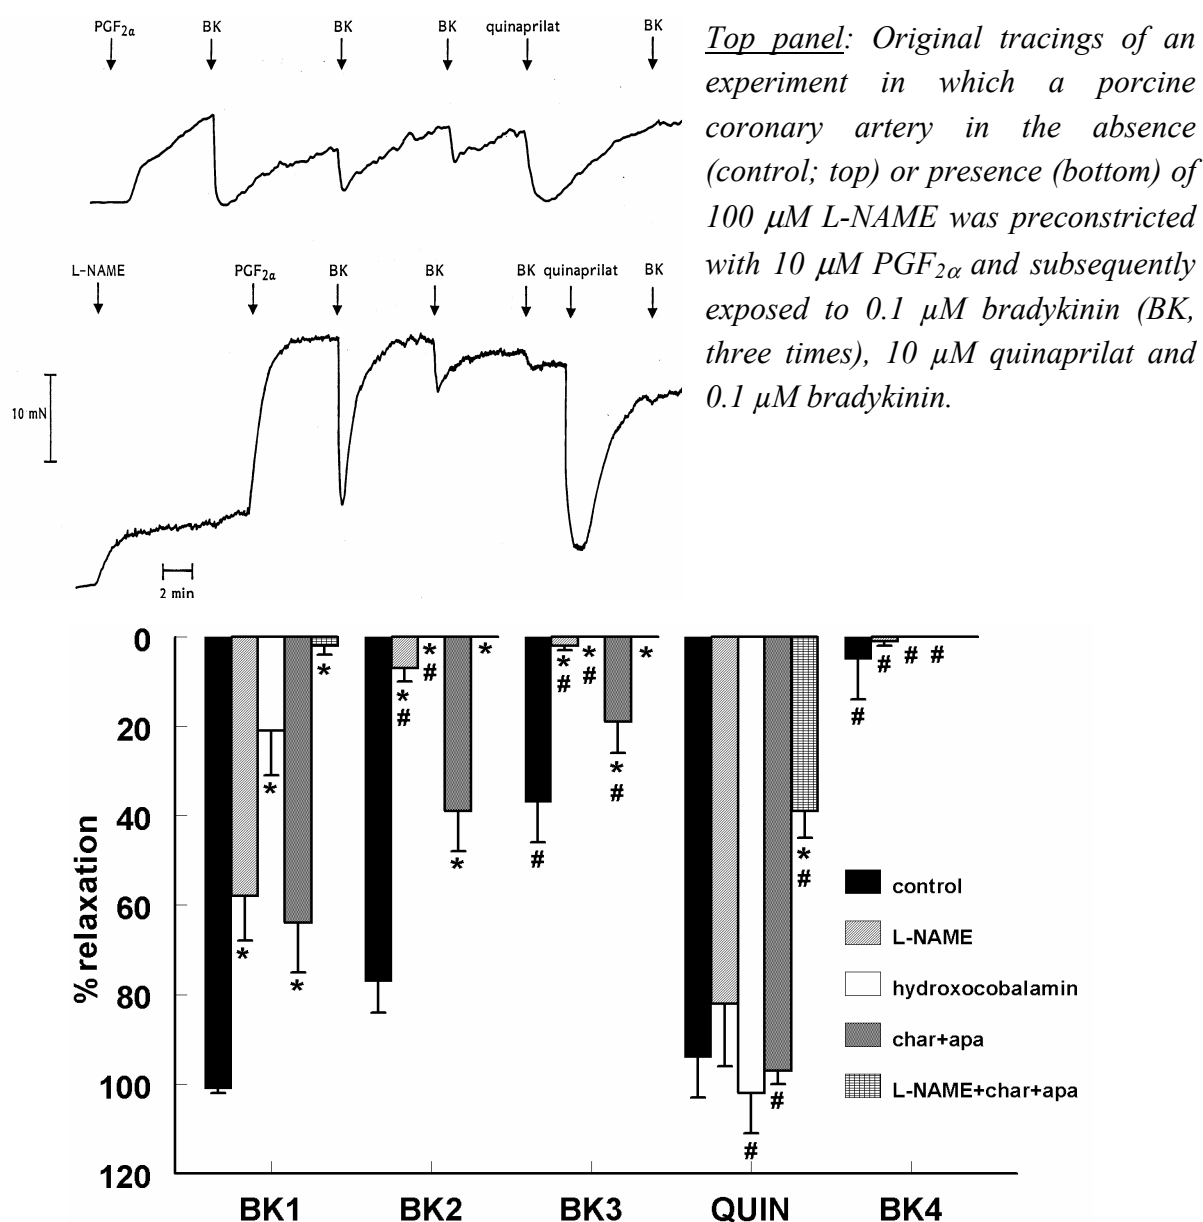 PGF2α BK BK BK quinaprilat BK
L-NAME PGF2α BK BK BK quinaprilat BK
10 mN
2 min
Top panel: Original tracings of an
experiment in which a porcine
coronary artery in the absence
(control; top) or presence (bottom) of
100 μM L-NAME was preconstricted
with 10 μM PGF2α and subsequently
exposed to 0.1 µM bradykinin (BK,
three times), 10 µM quinaprilat and
0.1 µM bradykinin.
% relaxation
0
20
40
60
80
100
120
* * * *
* # * # * *
# * # * # * # *
# # * #
# # # #
control
L-NAME
hydroxocobalamin
char+apa
L-NAME+char+apa
BK1 BK2 BK3 QUIN BK4